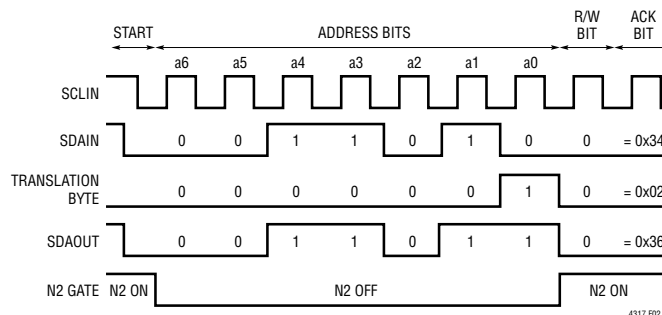 START ADDRESS BITS R/W BIT ACK BIT
a6 a5 a4 a3 a2 a1 a0
SCLIN
SDAIN 0 0 1 1 0 1 0 0 = 0x34
TRANSLATION BYTE 0 0 0 0 0 0 1 0 = 0x02
SDAOUT 0 0 1 1 0 1 1 0 = 0x36
N2 GATE N2 ON N2 OFF N2 ON
4317 F02